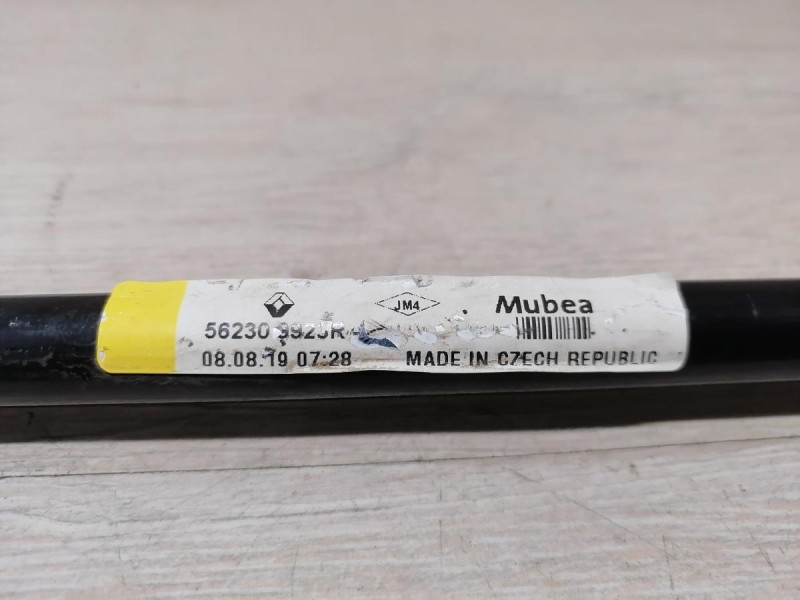 JM4
Mubea
56230
08.08.19 07:28
MADE IN CZECH REPUBLIC